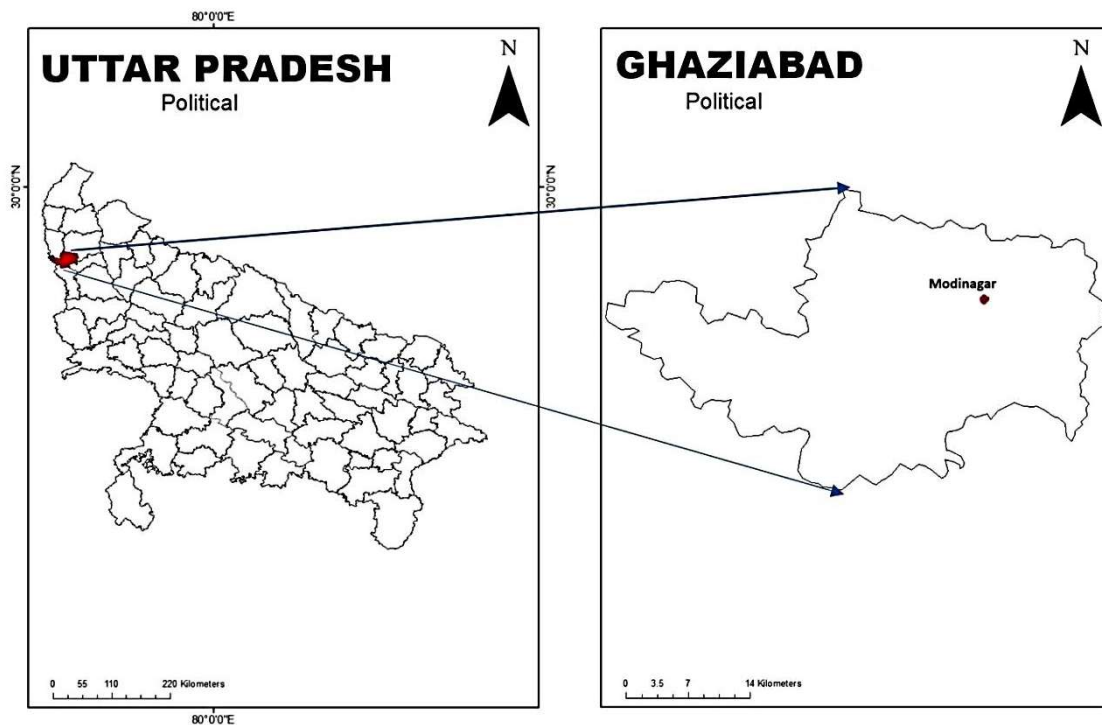 80°0'0"E
UTTAR PRADESH
Political
N
30°0'0"N
0 55 110 220 Kilometers
80°0'0"E
30°0'0"N
GHAZIABAD
Political
N
Modinagar
0 3.5 7 14 Kilometers